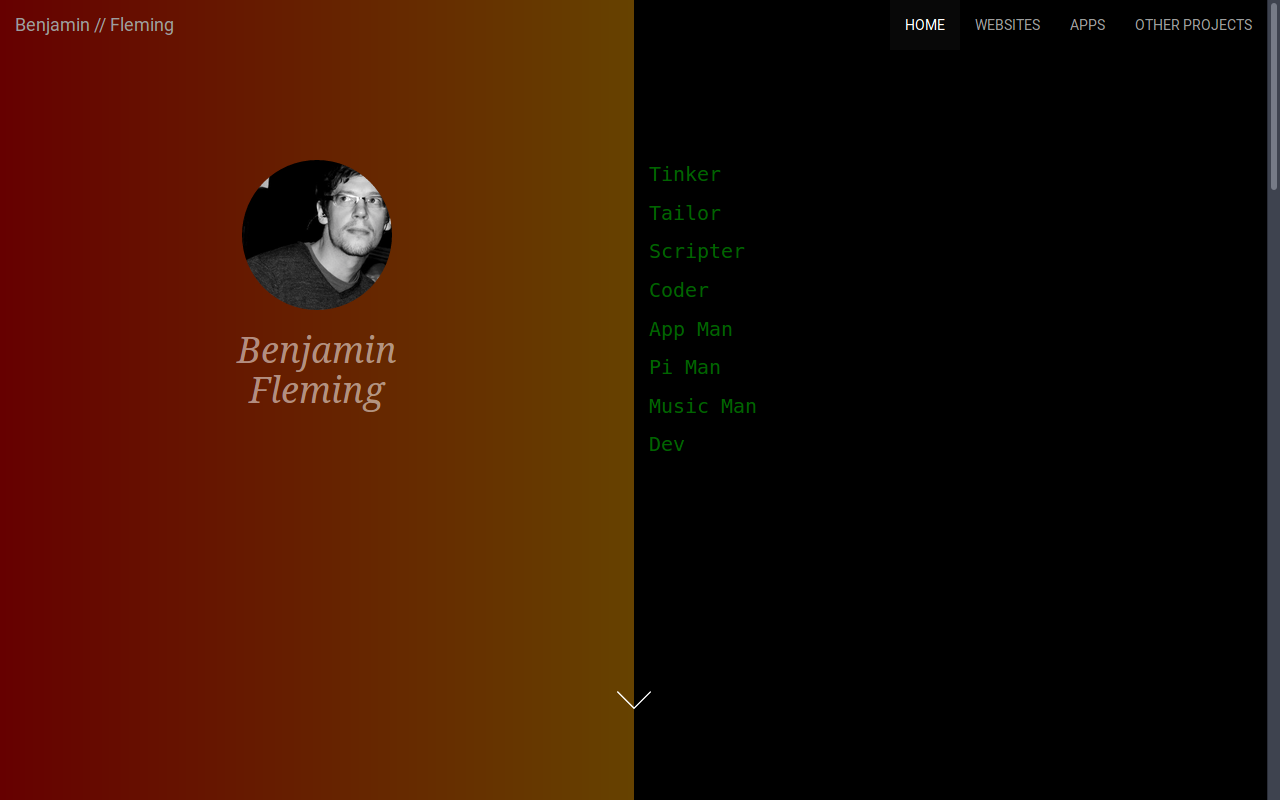 Benjamin // Fleming
HOME
WEBSITES
APPS
OTHER PROJECTS
Benjamin
Fleming
Tinker
Tailor
Scripter
Coder
App Man
Pi Man
Music Man
Dev